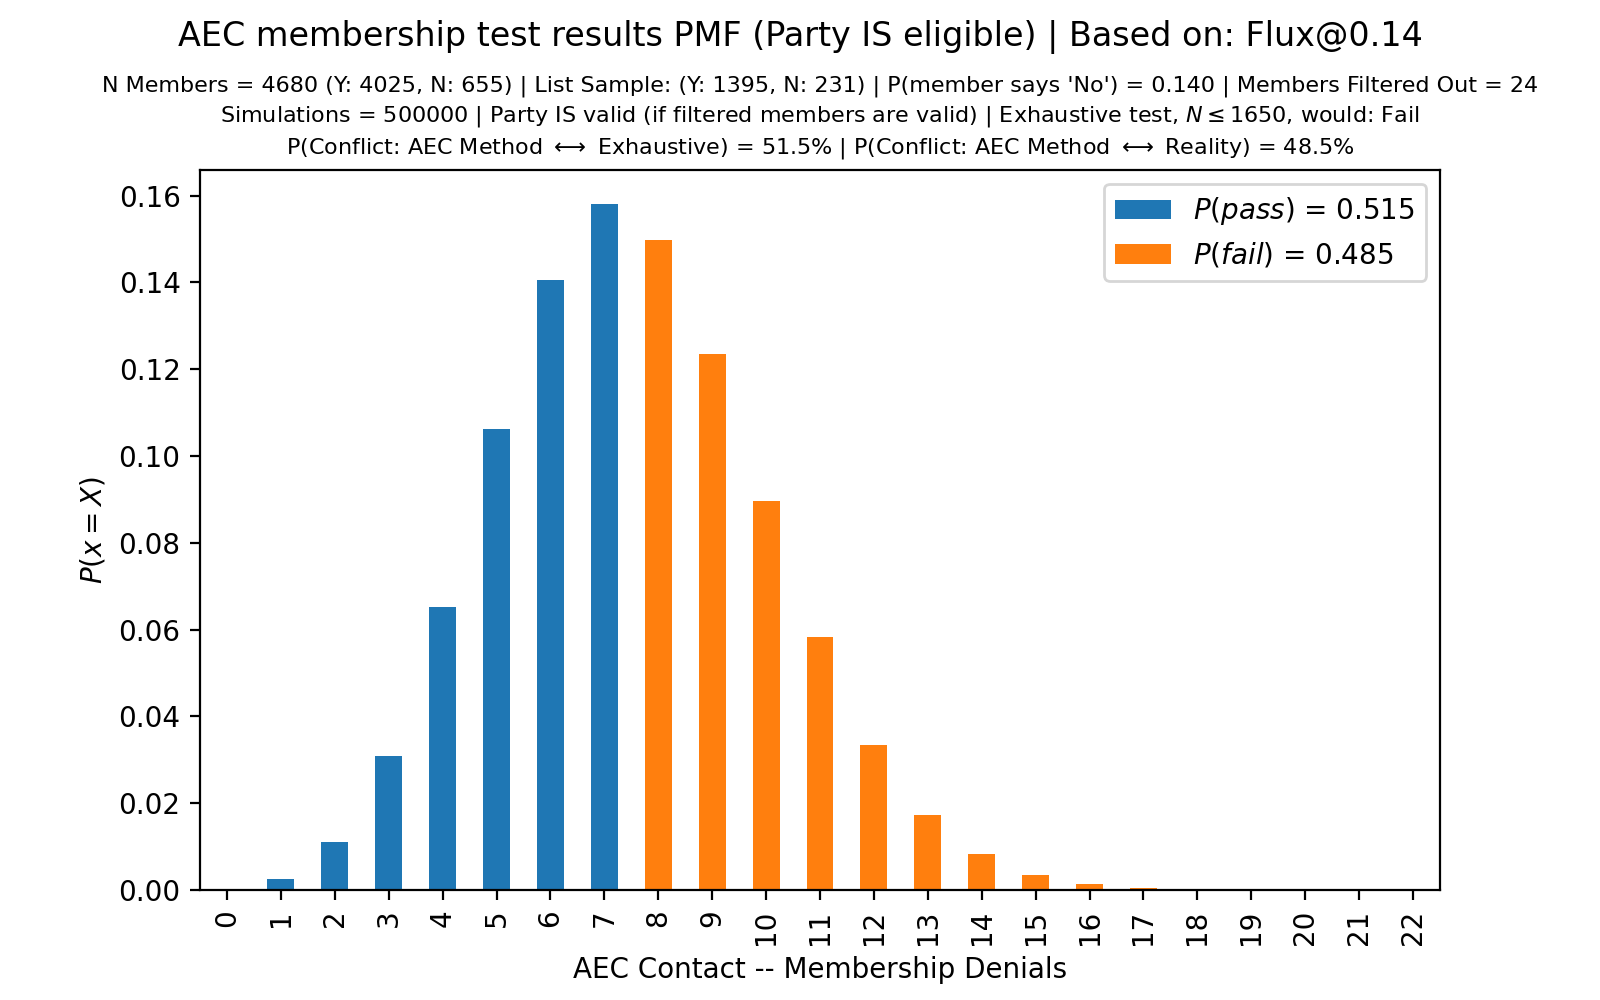 AEC membership test results PMF (Party IS eligible) | Based on: Flux@0.14
N Members = 4680 (Y: 4025, N: 655) | List Sample: (Y: 1395, N: 231) | P(member says 'No') = 0.140 | Members Filtered Out = 24
Simulations = 500000 | Party IS valid (if filtered members are valid) | Exhaustive test, N ≤ 1650, would: Fail
P(Conflict: AEC Method ⟷ Exhaustive) = 51.5% | P(Conflict: AEC Method ⟷ Reality) = 48.5%
P(pass) = 0.515
P(fail) = 0.485
0.16
0.14
0.12
0.10
0.08
0.06
0.04
0.02
0.00
P(x = X)
0 1 2 3 4 5 6 7 8 9 10 11 12 13 14 15 16 17 18 19 20 21 22
AEC Contact -- Membership Denials